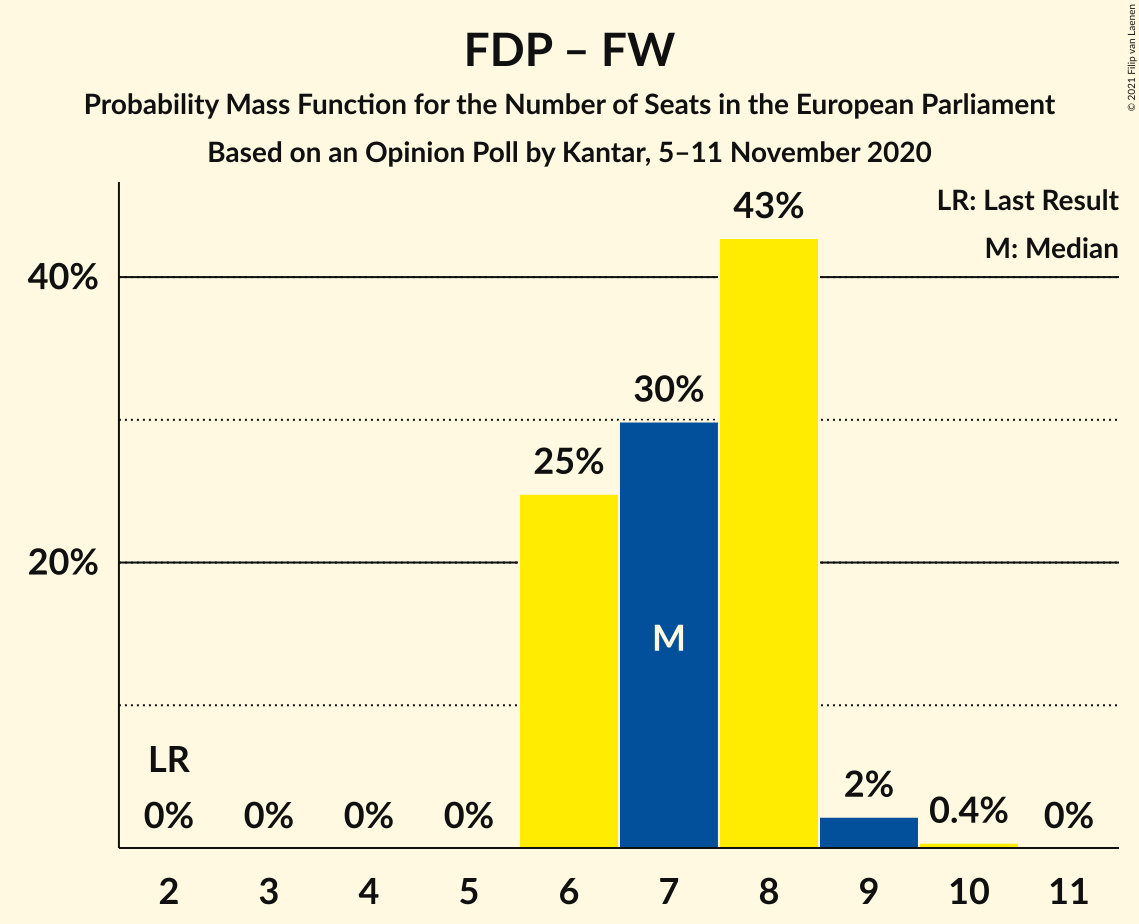 FDP – FW
Probability Mass Function for the Number of Seats in the European Parliament
Based on an Opinion Poll by Kantar, 5–11 November 2020
© 2021 Filip van Laenen
LR: Last Result
M: Median
43%
40%
30%
25%
20%
M
LR
0%
0%
0%
0%
2%
0.4%
0%
2
3
4
5
6
7
8
9
10
11